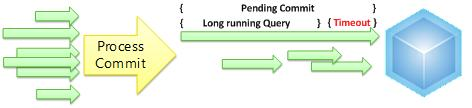 { Pending Commit }
{ Long running Query } { Timeout }
Process
Commit